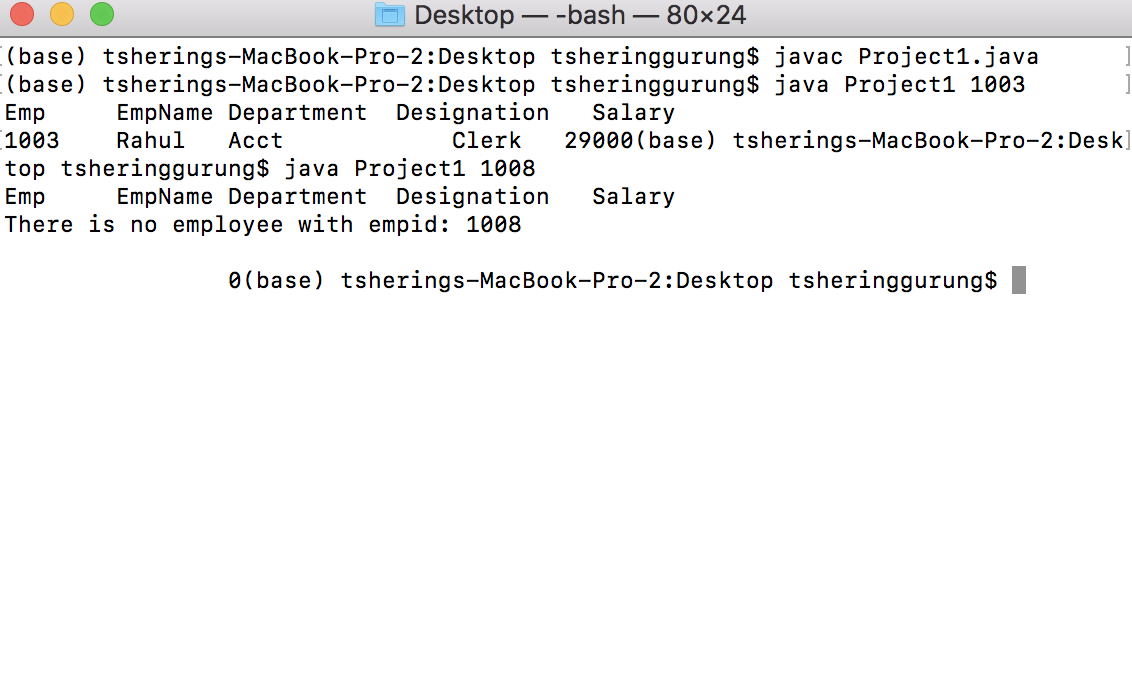 Desktop — -bash — 80×24
[(base) tsherings-MacBook-Pro-2:Desktop tsheringgurung$ javac Project1.java ]
[(base) tsherings-MacBook-Pro-2:Desktop tsheringgurung$ java Project1 1003 ]
Emp EmpName Department Designation Salary
[1003 Rahul Acct Clerk 29000(base) tsherings-MacBook-Pro-2:Desk]
top tsheringgurung$ java Project1 1008
Emp EmpName Department Designation Salary
There is no employee with empid: 1008
0(base) tsherings-MacBook-Pro-2:Desktop tsheringgurung$